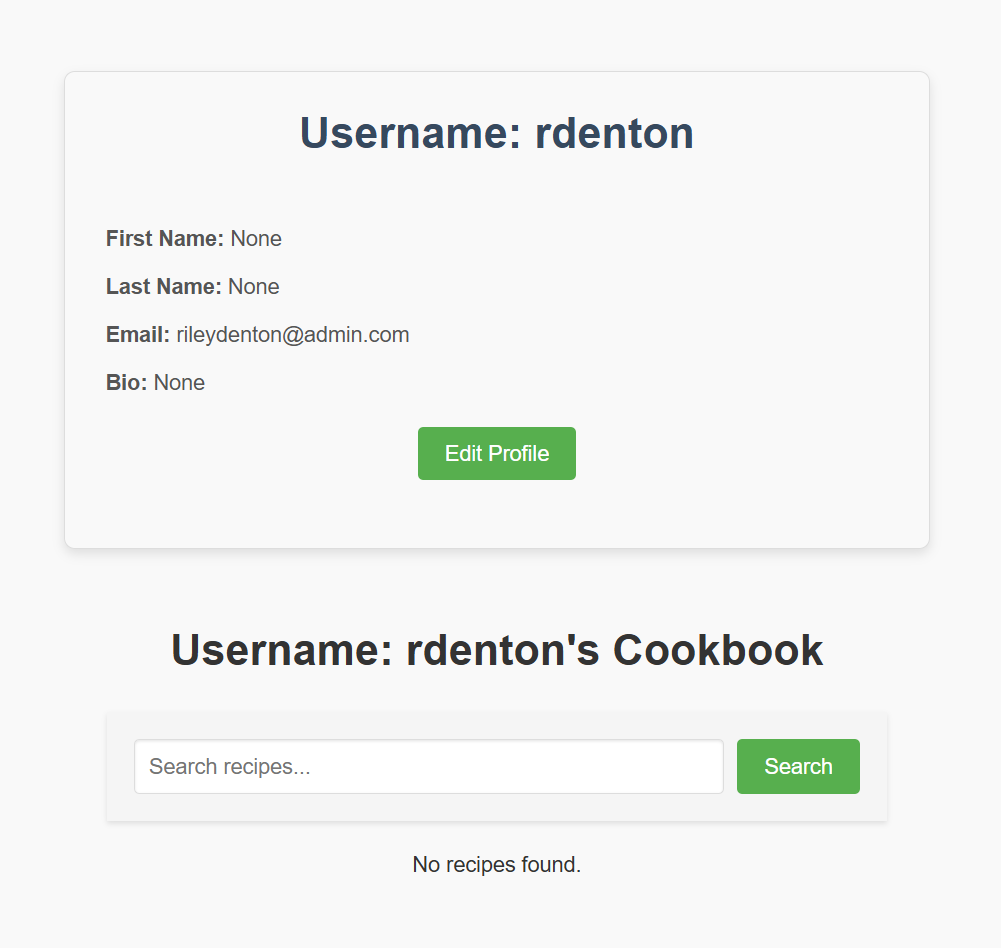 Username: rdenton
First Name: None
Last Name: None
Email: rileydenton@admin.com
Bio: None
Edit Profile
Username: rdenton's Cookbook
Search recipes...
Search
No recipes found.